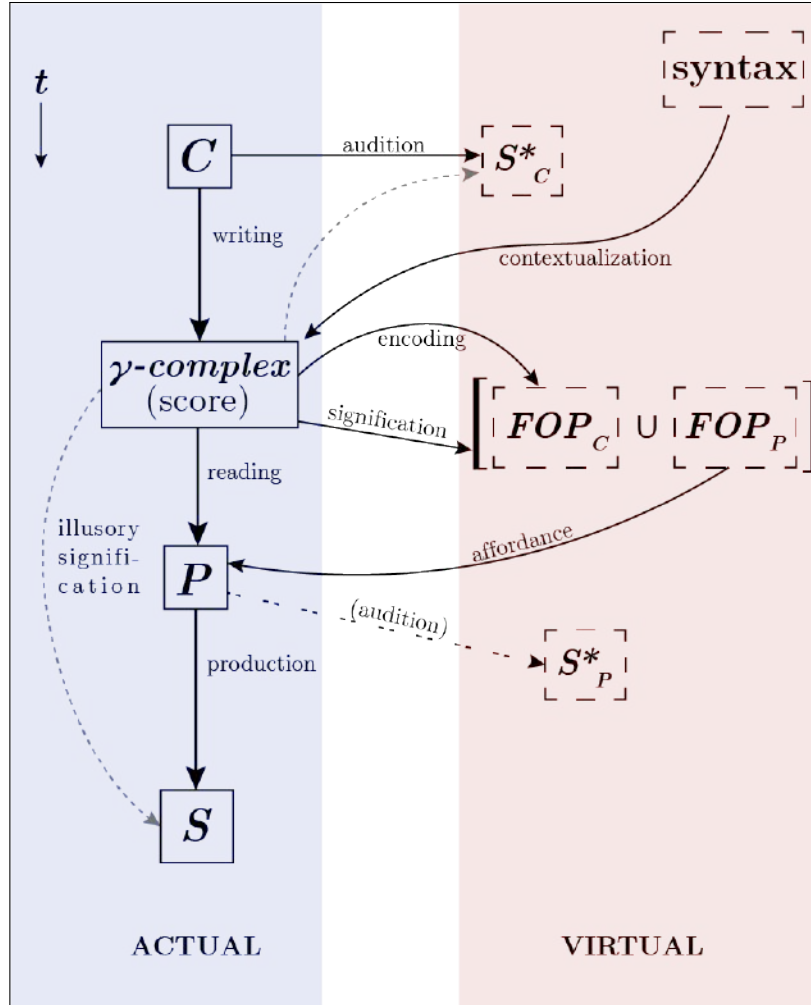 syntax
t
C
audition
S*C
writing
contextualization
encoding
γ-complex
(score)
signification
[FOPC ∪ FOPP]
reading
affordance
illusory
signifi-
cation
P
(audition)
S*P
production
S
ACTUAL
VIRTUAL